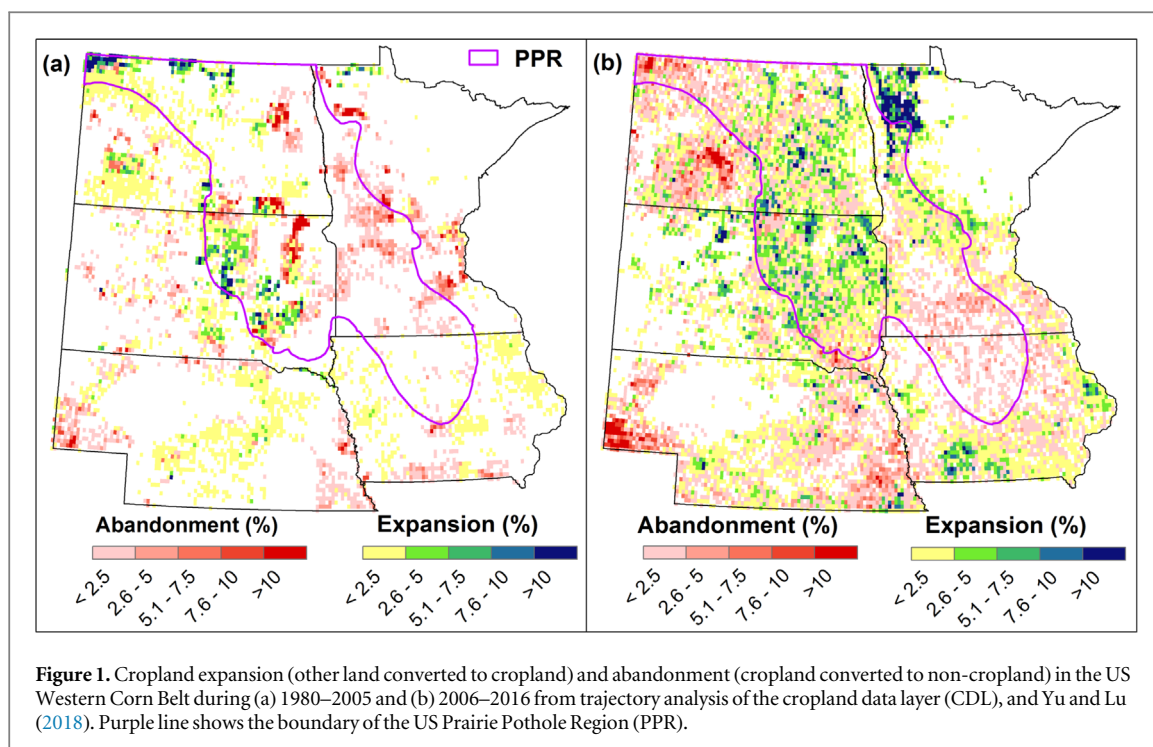 (a)
PPR
(b)
Abandonment (%)
Expansion (%)
< 2.5
2.6 - 5
5.1 - 7.5
7.6 - 10
>10
< 2.5
2.6 - 5
5.1 - 7.5
7.6 - 10
>10
Abandonment (%)
Expansion (%)
< 2.5
2.6 - 5
5.1 - 7.5
7.6 - 10
>10
< 2.5
2.6 - 5
5.1 - 7.5
7.6 - 10
>10
Figure 1. Cropland expansion (other land converted to cropland) and abandonment (cropland converted to non-cropland) in the US
Western Corn Belt during (a) 1980–2005 and (b) 2006–2016 from trajectory analysis of the cropland data layer (CDL), and Yu and Lu
(2018). Purple line shows the boundary of the US Prairie Pothole Region (PPR).